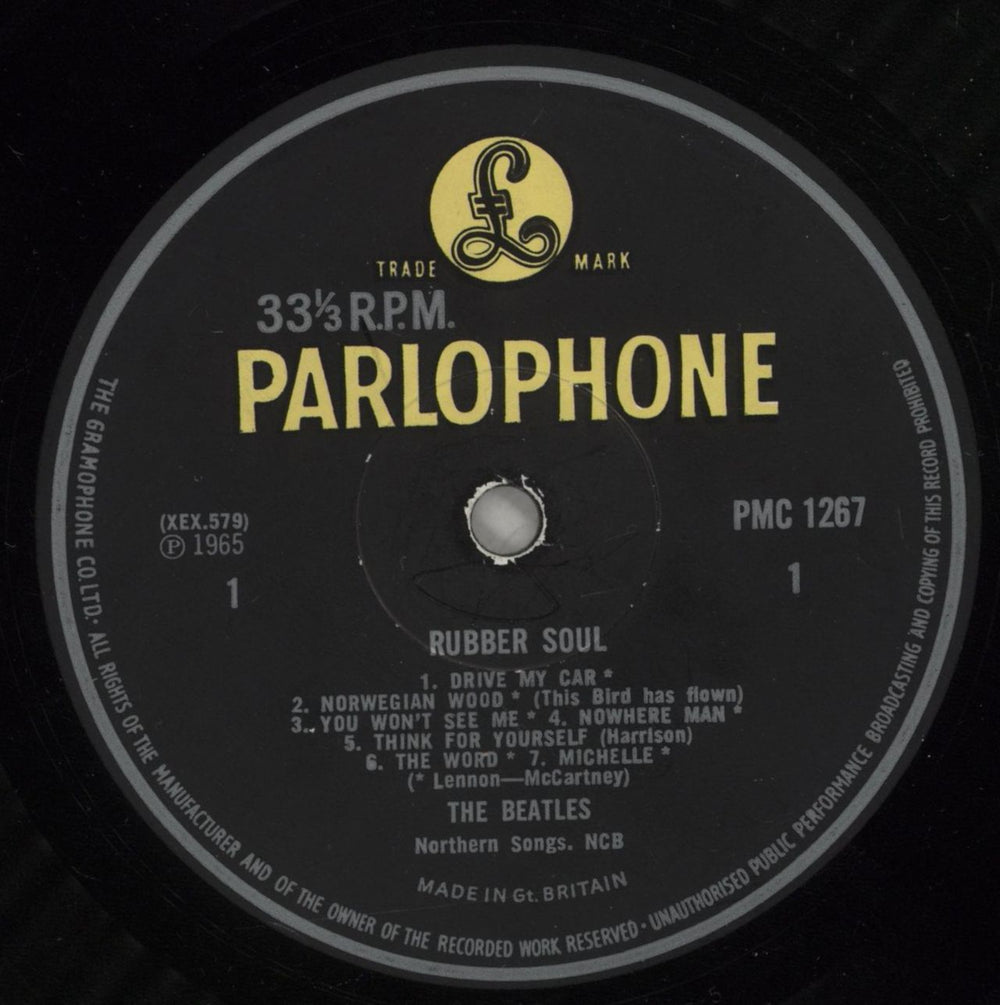 £
TRADE MARK
33⅓ R.P.M.
PARLOPHONE
(XEX.579)
℗ 1965
1
PMC 1267
1
RUBBER SOUL
1. DRIVE MY CAR *
2. NORWEGIAN WOOD * (This Bird has flown)
3. YOU WON'T SEE ME * 4. NOWHERE MAN *
5. THINK FOR YOURSELF (Harrison)
6. THE WORD * 7. MICHELLE *
(* Lennon—McCartney)
THE BEATLES
Northern Songs. NCB
MADE IN Gt. BRITAIN
THE GRAMOPHONE CO. LTD. ALL RIGHTS OF THE MANUFACTURER AND OF THE OWNER OF THE RECORDED WORK RESERVED · UNAUTHORISED PUBLIC PERFORMANCE BROADCASTING AND COPYING OF THIS RECORD PROHIBITED